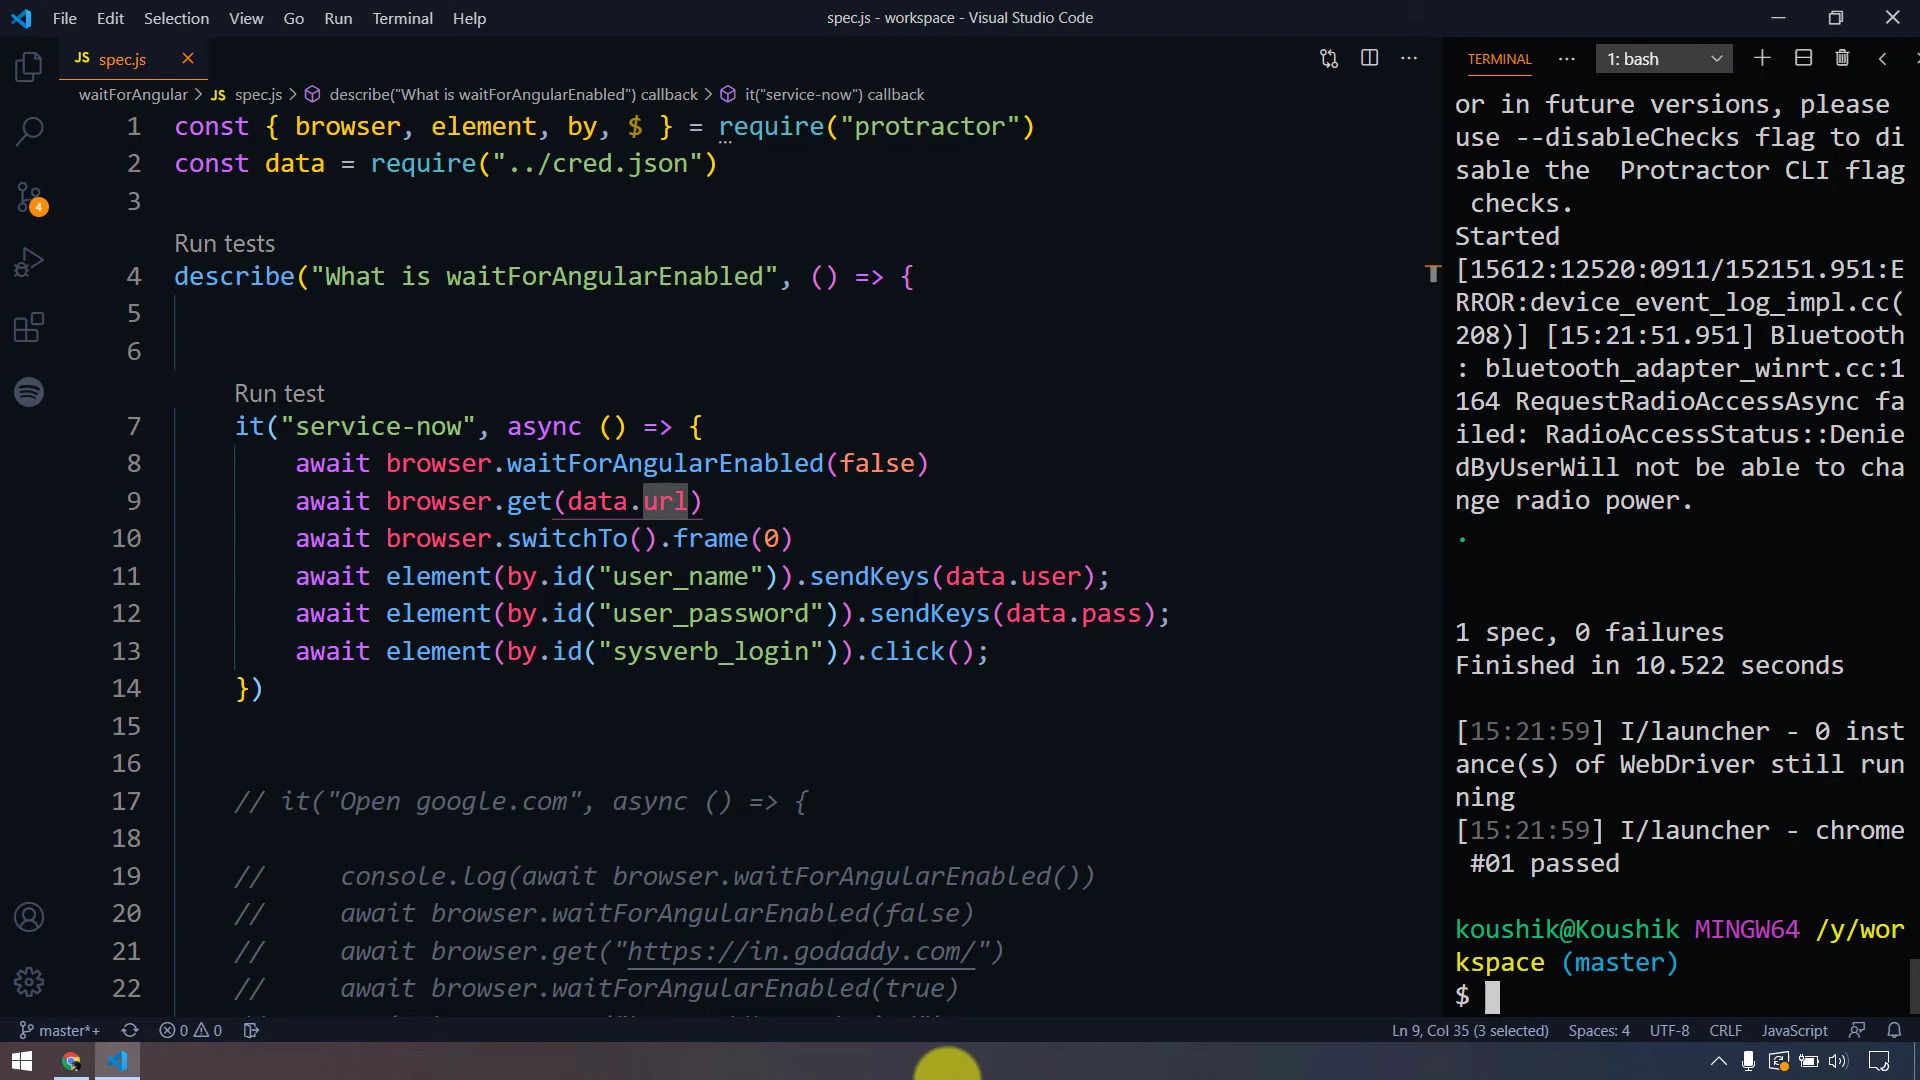 File Edit Selection View Go Run Terminal Help
spec.js - workspace - Visual Studio Code
JS spec.js
TERMINAL
1: bash
waitForAngular > JS spec.js > describe("What is waitForAngularEnabled") callback > it("service-now") callback
1 const { browser, element, by, $ } = require("protractor")
2 const data = require("../cred.json")
3
Run tests
4 describe("What is waitForAngularEnabled", () => {
5
6
Run test
7 it("service-now", async () => {
8 await browser.waitForAngularEnabled(false)
9 await browser.get(data.url)
10 await browser.switchTo().frame(0)
11 await element(by.id("user_name")).sendKeys(data.user);
12 await element(by.id("user_password")).sendKeys(data.pass);
13 await element(by.id("sysverb_login")).click();
14 })
15
16
17 // it("Open google.com", async () => {
18
19 // console.log(await browser.waitForAngularEnabled())
20 // await browser.waitForAngularEnabled(false)
21 // await browser.get("https://in.godaddy.com/")
22 // await browser.waitForAngularEnabled(true)
4
or in future versions, please
use --disableChecks flag to di
sable the  Protractor CLI flag
checks.
Started
[15612:12520:0911/152151.951:E
RROR:device_event_log_impl.cc(
208)] [15:21:51.951] Bluetooth
: bluetooth_adapter_winrt.cc:1
164 RequestRadioAccessAsync fa
iled: RadioAccessStatus::Denie
dByUserWill not be able to cha
nge radio power.
.
1 spec, 0 failures
Finished in 10.522 seconds
[15:21:59] I/launcher - 0 inst
ance(s) of WebDriver still run
ning
[15:21:59] I/launcher - chrome
#01 passed
koushik@Koushik MINGW64 /y/wor
kspace (master)
$
master*+ 0 0
Ln 9, Col 35 (3 selected) Spaces: 4 UTF-8 CRLF JavaScript